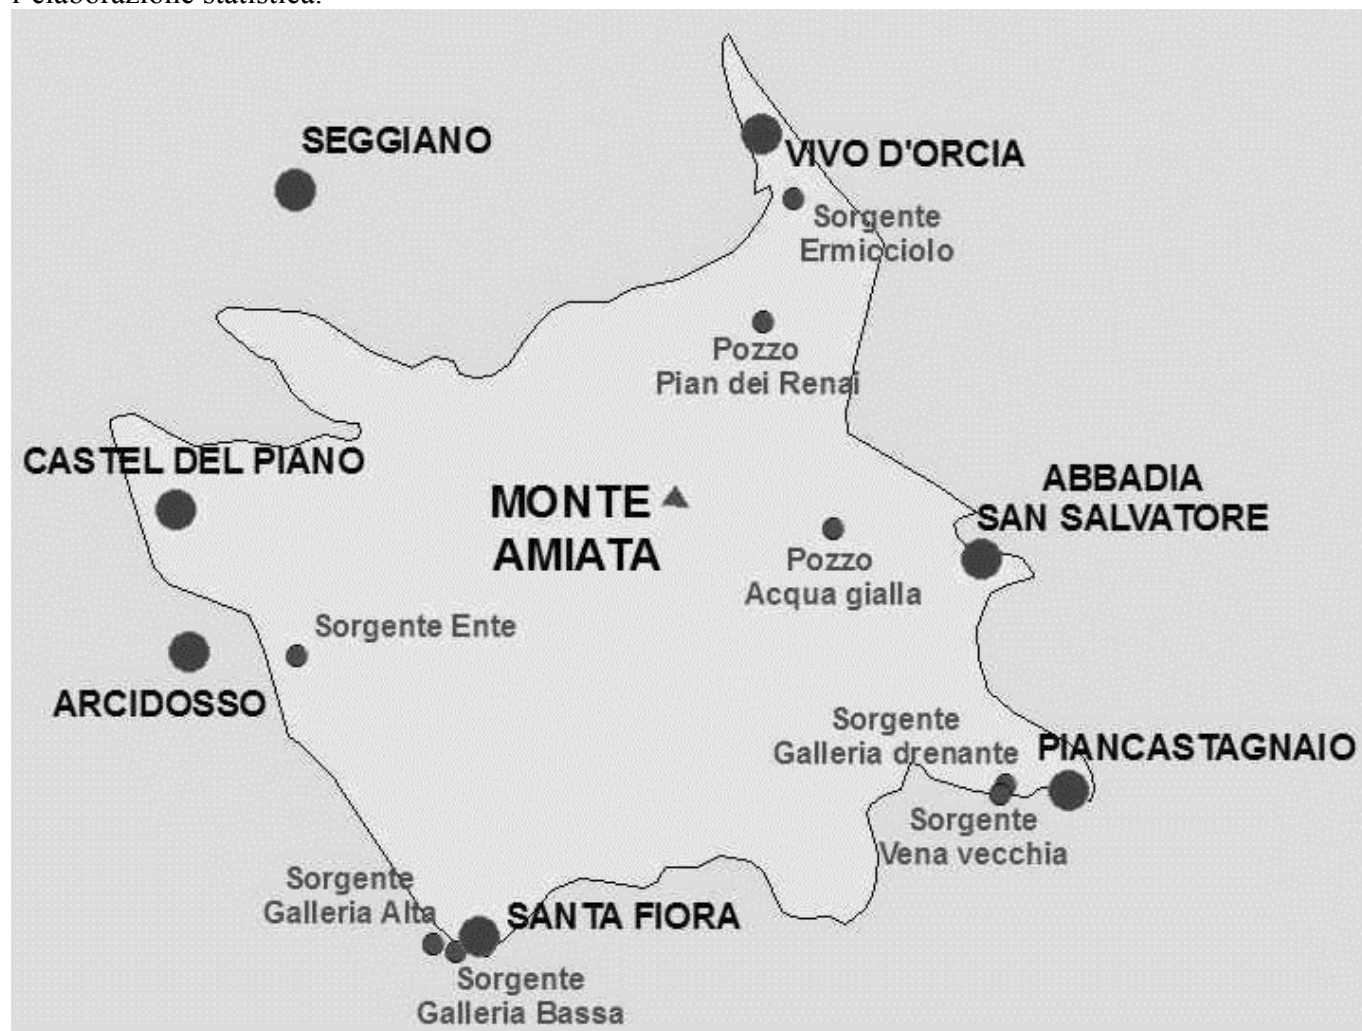 l'elaborazione statistica.
SEGGIANO
VIVO D'ORCIA
Sorgente
Ermicciolo
Pozzo
Pian dei Renai
CASTEL DEL PIANO
MONTE
AMIATA
ABBADIA
SAN SALVATORE
Pozzo
Acqua gialla
Sorgente Ente
ARCIDOSSO
Sorgente
Galleria drenante
PIANCASTAGNAIO
Sorgente
Vena vecchia
Sorgente
Galleria Alta
SANTA FIORA
Sorgente
Galleria Bassa